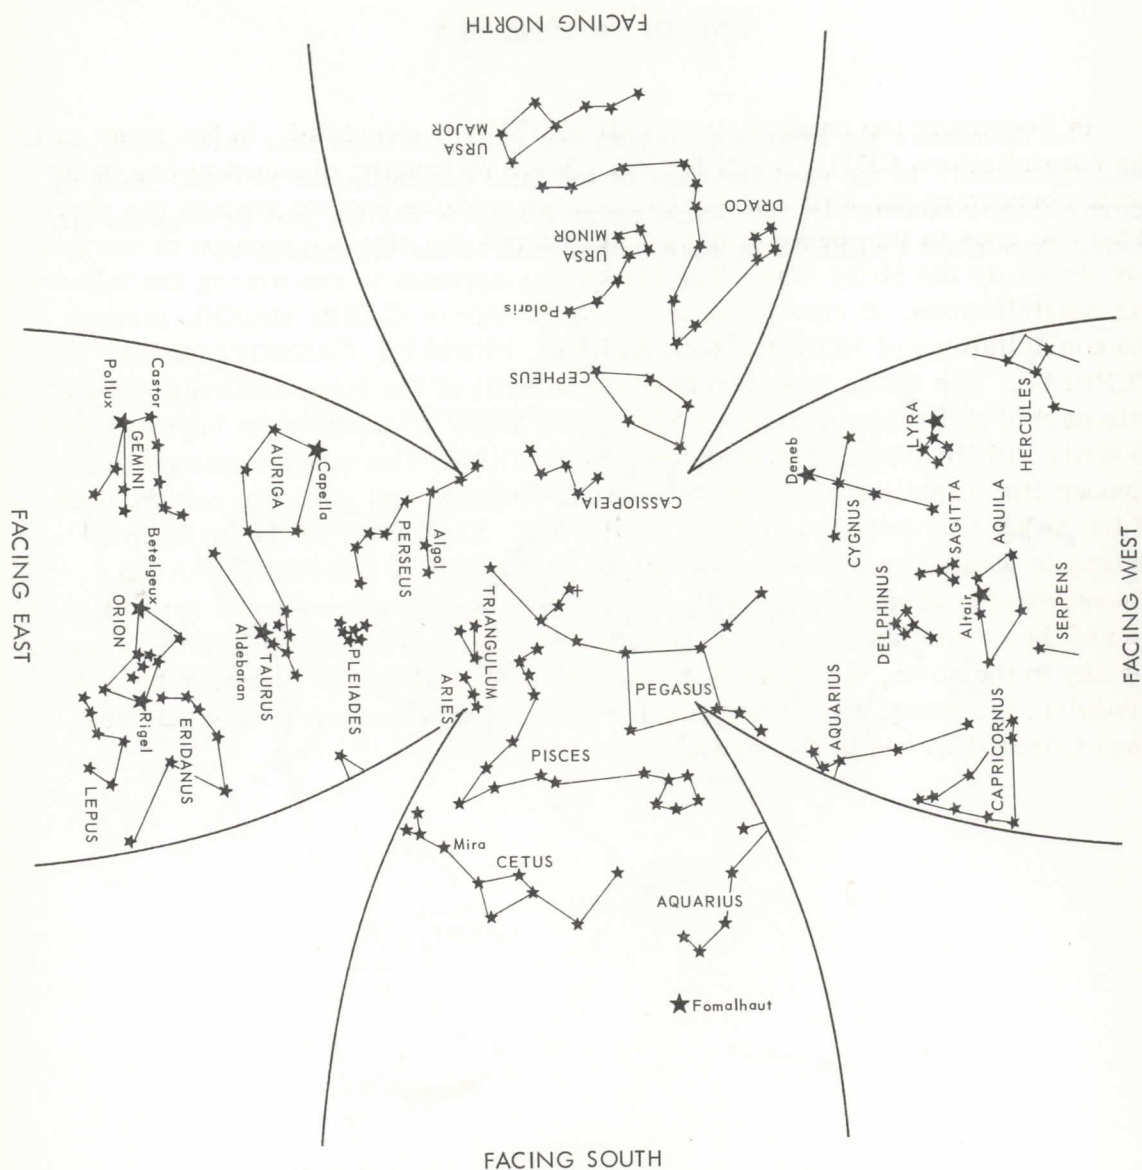 FACING NORTH
URSA
MAJOR
DRACO
URSA
MINOR
Polaris
CEPHEUS
CASSIOPEIA
FACING EAST
Pollux
Castor
GEMINI
AURIGA
Capello
PERSEUS
Algol
Betelgeux
ORION
Rigel
Aldebaran
TAURUS
PLEIADES
ERIDANUS
LEPUS
TRIANGULUM
ARIES
PEGASUS
PISCES
Mira
CETUS
AQUARIUS
Fomalhaut
FACING WEST
HERCULES
LYRA
Deneb
CYGNUS
SAGITTA
AQUILA
Altair
DELPHINUS
SERPENS
AQUARIUS
CAPRICORNUS
FACING SOUTH